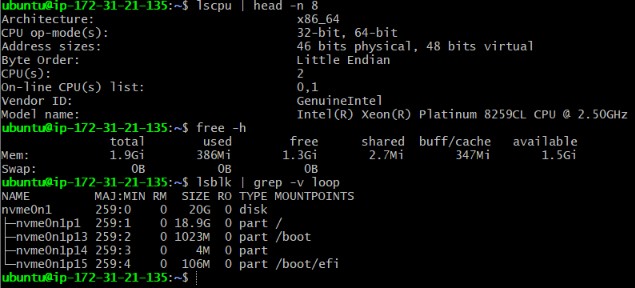 ubuntu@ip-172-31-21-135:~$ lscpu | head -n 8
Architecture:                         x86_64
CPU op-mode(s):                       32-bit, 64-bit
Address sizes:                        46 bits physical, 48 bits virtual
Byte Order:                           Little Endian
CPU(s):                               2
On-line CPU(s) list:                  0,1
Vendor ID:                            GenuineIntel
Model name:                           Intel(R) Xeon(R) Platinum 8259CL CPU @ 2.50GHz
ubuntu@ip-172-31-21-135:~$ free -h
               total        used        free      shared  buff/cache   available
Mem:           1.9Gi       386Mi       1.3Gi       2.7Mi       347Mi       1.5Gi
Swap:             0B          0B          0B
ubuntu@ip-172-31-21-135:~$ lsblk | grep -v loop
NAME         MAJ:MIN RM  SIZE RO TYPE MOUNTPOINTS
nvme0n1      259:0    0   20G  0 disk
├─nvme0n1p1  259:1    0 18.9G  0 part /
├─nvme0n1p13 259:2    0 1023M  0 part /boot
├─nvme0n1p14 259:3    0    4M  0 part
└─nvme0n1p15 259:4    0  106M  0 part /boot/efi
ubuntu@ip-172-31-21-135:~$